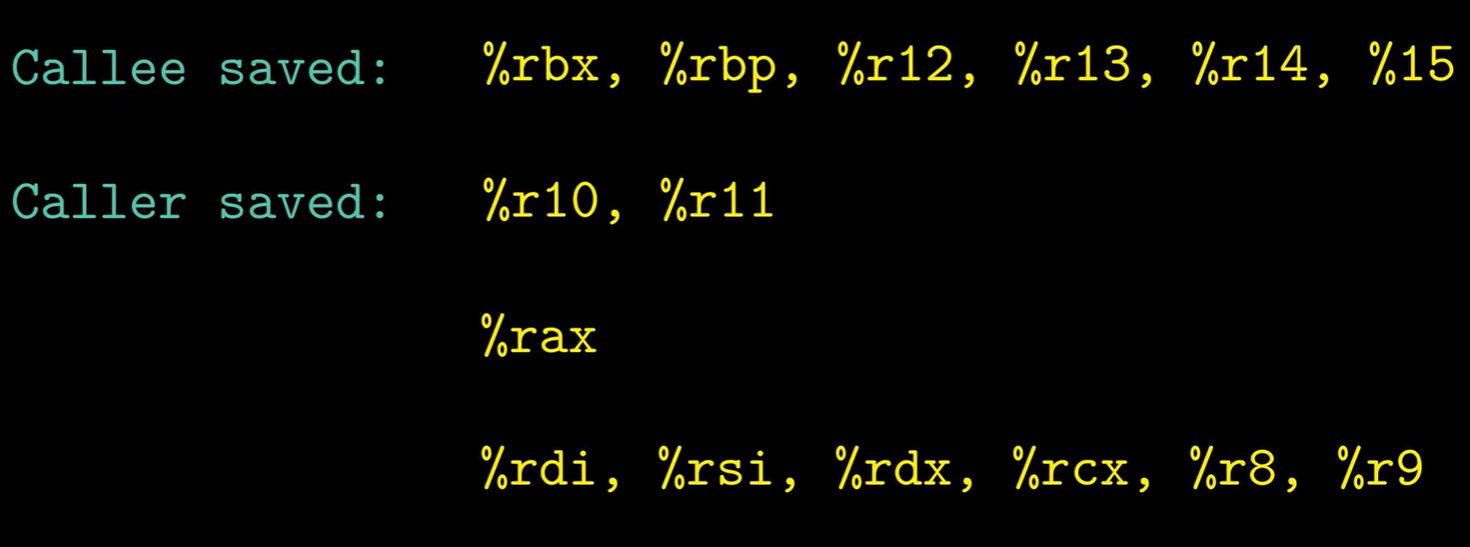 Callee saved: %rbx, %rbp, %r12, %r13, %r14, %15
Caller saved: %r10, %r11
%rax
%rdi, %rsi, %rdx, %rcx, %r8, %r9